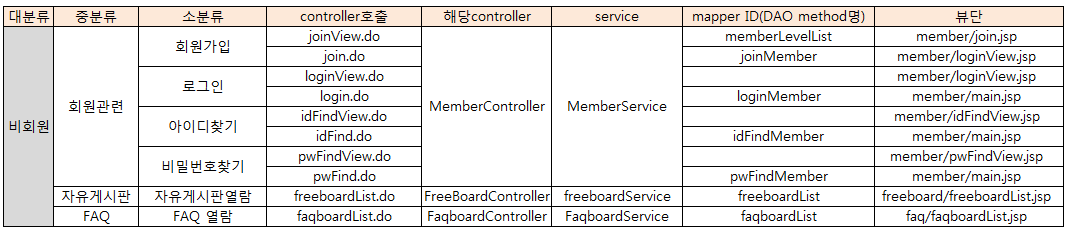 대분류 중분류 소분류 controller호출 해당controller service mapper ID(DAO method명) 뷰단
회원가입 joinView.do memberLevelList member/join.jsp
join.do joinMember member/loginView.jsp
로그인 loginView.do member/loginView.jsp
login.do loginMember member/main.jsp
비회원 회원관련 MemberController MemberService
아이디찾기 idFindView.do member/idFindView.jsp
idFind.do idFindMember member/main.jsp
비밀번호찾기 pwFindView.do member/pwFindView.jsp
pwFind.do pwFindMember member/main.jsp
자유게시판 자유게시판열람 freeboardList.do FreeBoardController freeboardService freeboardList freeboard/freeboardList.jsp
FAQ FAQ 열람 faqboardList.do FaqboardController FaqboardService faqboardList faq/faqboardList.jsp